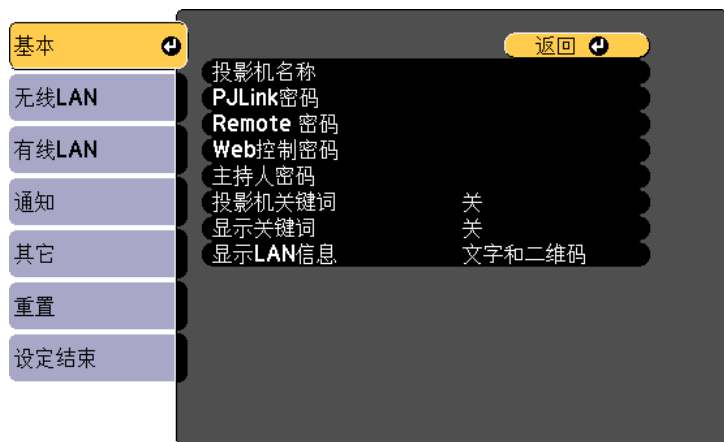 基本
无线LAN
有线LAN
通知
其它
重置
设定结束
返回
投影机名称
PJLink密码
Remote 密码
Web控制密码
主持人密码
投影机关键词 关
显示关键词 关
显示LAN信息 文字和二维码